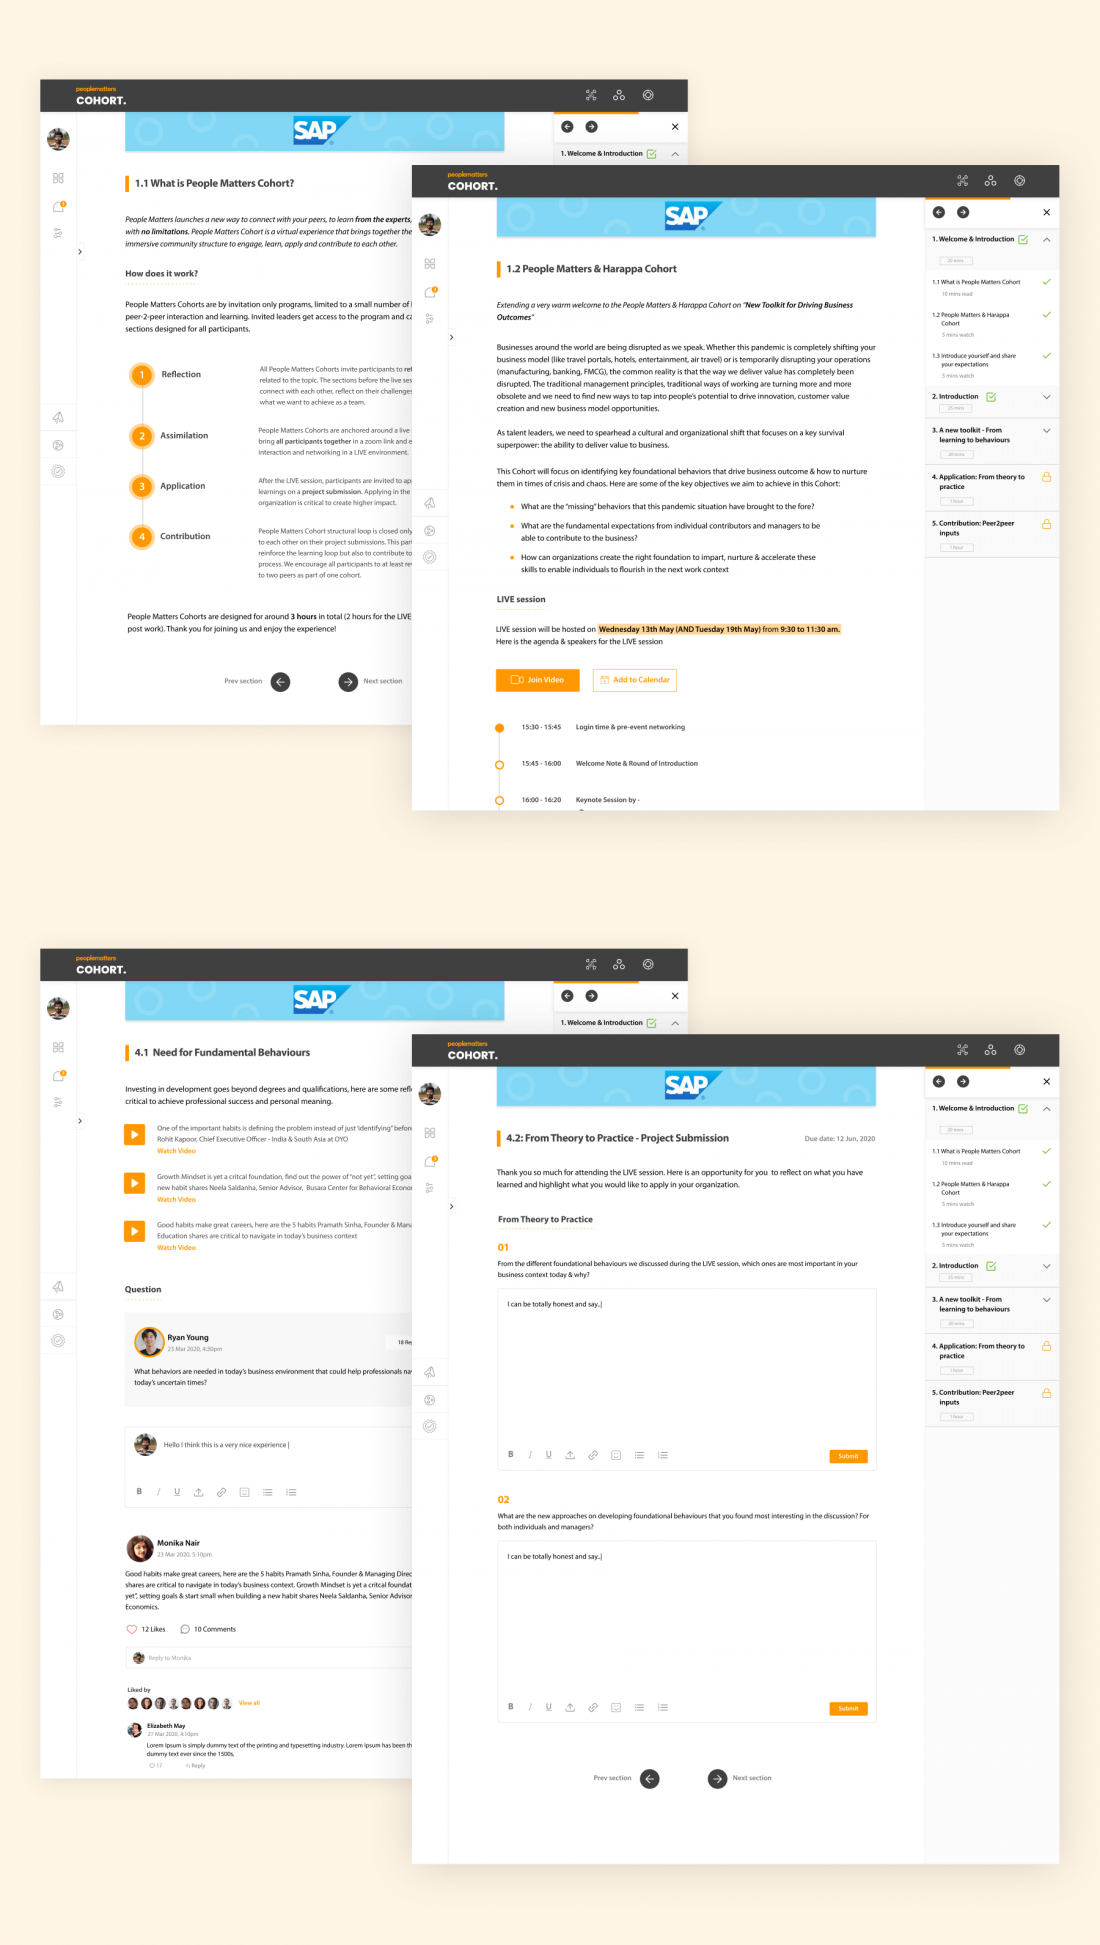 peoplematters
COHORT.
SAP
1. Welcome & Introduction
1.1 What is People Matters Cohort?
People Matters launches a new way to connect with your peers, to learn from the experts,
with no limitations. People Matters Cohort is a virtual experience that brings together the
immersive community structure to engage, learn, apply and contribute to each other.
How does it work?
People Matters Cohorts are by invitation only programs, limited to a small number of
peer-2-peer interaction and learning. Invited leaders get access to the program and
sections designed for all participants.
1
Reflection
All People Matters Cohorts invite participants to
related to the topic. The sections before the live
connect with each other, reflect on their challenges
what we want to achieve as a team.
2
Assimilation
People Matters Cohorts are anchored around a live
bring all participants together in a zoom link and
interaction and networking in a LIVE environment.
3
Application
After the LIVE session, participants are invited to
learnings on a project submission. Applying in the
organization is critical to create higher impact.
4
Contribution
People Matters Cohort structural loop is closed only
to each other on their project submissions. This
reinforce the learning loop but also to contribute to
process. We encourage all participants to at least
to two peers as part of one cohort.
People Matters Cohorts are designed for around 3 hours in total (2 hours for the LIVE
post work). Thank you for joining us and enjoy the experience!
Prev section
Next section
peoplematters
COHORT.
SAP
1.2 People Matters & Harappa Cohort
Extending a very warm welcome to the People Matters & Harappa Cohort on "New Toolkit for Driving Business
Outcomes"
Businesses around the world are being disrupted as we speak. Whether this pandemic is completely shifting your
business model (like travel portals, hotels, entertainment, air travel) or is temporarily disrupting your operations
(manufacturing, banking, FMCG), the common reality is that the way we deliver value has completely been
disrupted. The traditional management principles, traditional ways of working are turning more and more
obsolete and we need to find new ways to tap into people's potential to drive innovation, customer value
creation and new business model opportunities.
As talent leaders, we need to spearhead a cultural and organizational shift that focuses on a key survival
superpower: the ability to deliver value to business.
This Cohort will focus on identifying key foundational behaviors that drive business outcome & how to nurture
them in times of crisis and chaos. Here are some of the key objectives we aim to achieve in this Cohort:
What are the "missing" behaviors that this pandemic situation have brought to the fore?
What are the fundamental expectations from individual contributors and managers to be
able to contribute to the business?
How can organizations create the right foundation to impart, nurture & accelerate these
skills to enable individuals to flourish in the next work context
LIVE session
LIVE session will be hosted on Wednesday 13th May (AND Tuesday 19th May) from 9:30 to 11:30 am.
Here is the agenda & speakers for the LIVE session
Join Video
Add to Calendar
15:30 - 15:45 Login time & pre-event networking
15:45 - 16:00 Welcome Note & Round of Introduction
16:00 - 16:20 Keynote Session by -
1. Welcome & Introduction
20 mins
1.1 What is People Matters Cohort
10 mins read
1.2 People Matters & Harappa
Cohort
5 mins watch
1.3 Introduce yourself and share
your expectations
5 mins watch
2. Introduction
25 mins
3. A new toolkit - From
learning to behaviours
20 mins
4. Application: From theory to
practice
1 hour
5. Contribution: Peer2peer
inputs
1 hour
peoplematters
COHORT.
SAP
1. Welcome & Introduction
4.1 Need for Fundamental Behaviours
Investing in development goes beyond degrees and qualifications, here are some
critical to achieve professional success and personal meaning.
One of the important habits is defining the problem instead of just 'identifying'
Rohit Kapoor, Chief Executive Officer - India & South Asia at OYO
Watch Video
Growth Mindset is yet a critcal foundation, find out the power of "not yet", setting
new habit shares Neela Saldanha, Senior Advisor, Busara Center for Behavioral
Watch Video
Good habits make great careers, here are the 5 habits Pramath Sinha, Founder &
Education shares are critical to navigate in today's business context
Watch Video
Question
Ryan Young
23 Mar 2020, 4:30pm
18
What behaviors are needed in today's business environment that could help professionals
today's uncertain times?
Hello I think this is a very nice experience |
B I U
Monika Nair
23 Mar 2020, 5:10pm
Good habits make great careers, here are the 5 habits Pramath Sinha, Founder & Managing
shares are critical to navigate in today's business context. Growth Mindset is yet a critcal
yet", setting goals & start small when building a new habit shares Neela Saldanha, Senior
Economics.
12 Likes
10 Comments
Reply to Monika
Liked by
View all
Elizabeth May
27 Mar 2020, 4:10pm
Lorem Ipsum is simply dummy text of the printing and typesetting industry. Lorem Ipsum has been
dummy text ever since the 1500s,
17
Reply
peoplematters
COHORT.
SAP
4.2: From Theory to Practice - Project Submission
Due date: 12 Jun, 2020
Thank you so much for attending the LIVE session. Here is an opportunity for you to reflect on what you have
learned and highlight what you would like to apply in your organization.
From Theory to Practice
01
From the different foundational behaviours we discussed during the LIVE session, which ones are most important in your
business context today & why?
I can be totally honest and say..|
B I U
Submit
02
What are the new approaches on developing foundational behaviours that you found most interesting in the discussion? For
both individuals and managers?
I can be totally honest and say..|
B I U
Submit
Prev section
Next section
1. Welcome & Introduction
20 mins
1.1 What is People Matters Cohort
10 mins read
1.2 People Matters & Harappa
Cohort
5 mins watch
1.3 Introduce yourself and share
your expectations
5 mins watch
2. Introduction
25 mins
3. A new toolkit - From
learning to behaviours
20 mins
4. Application: From theory to
practice
1 hour
5. Contribution: Peer2peer
inputs
1 hour